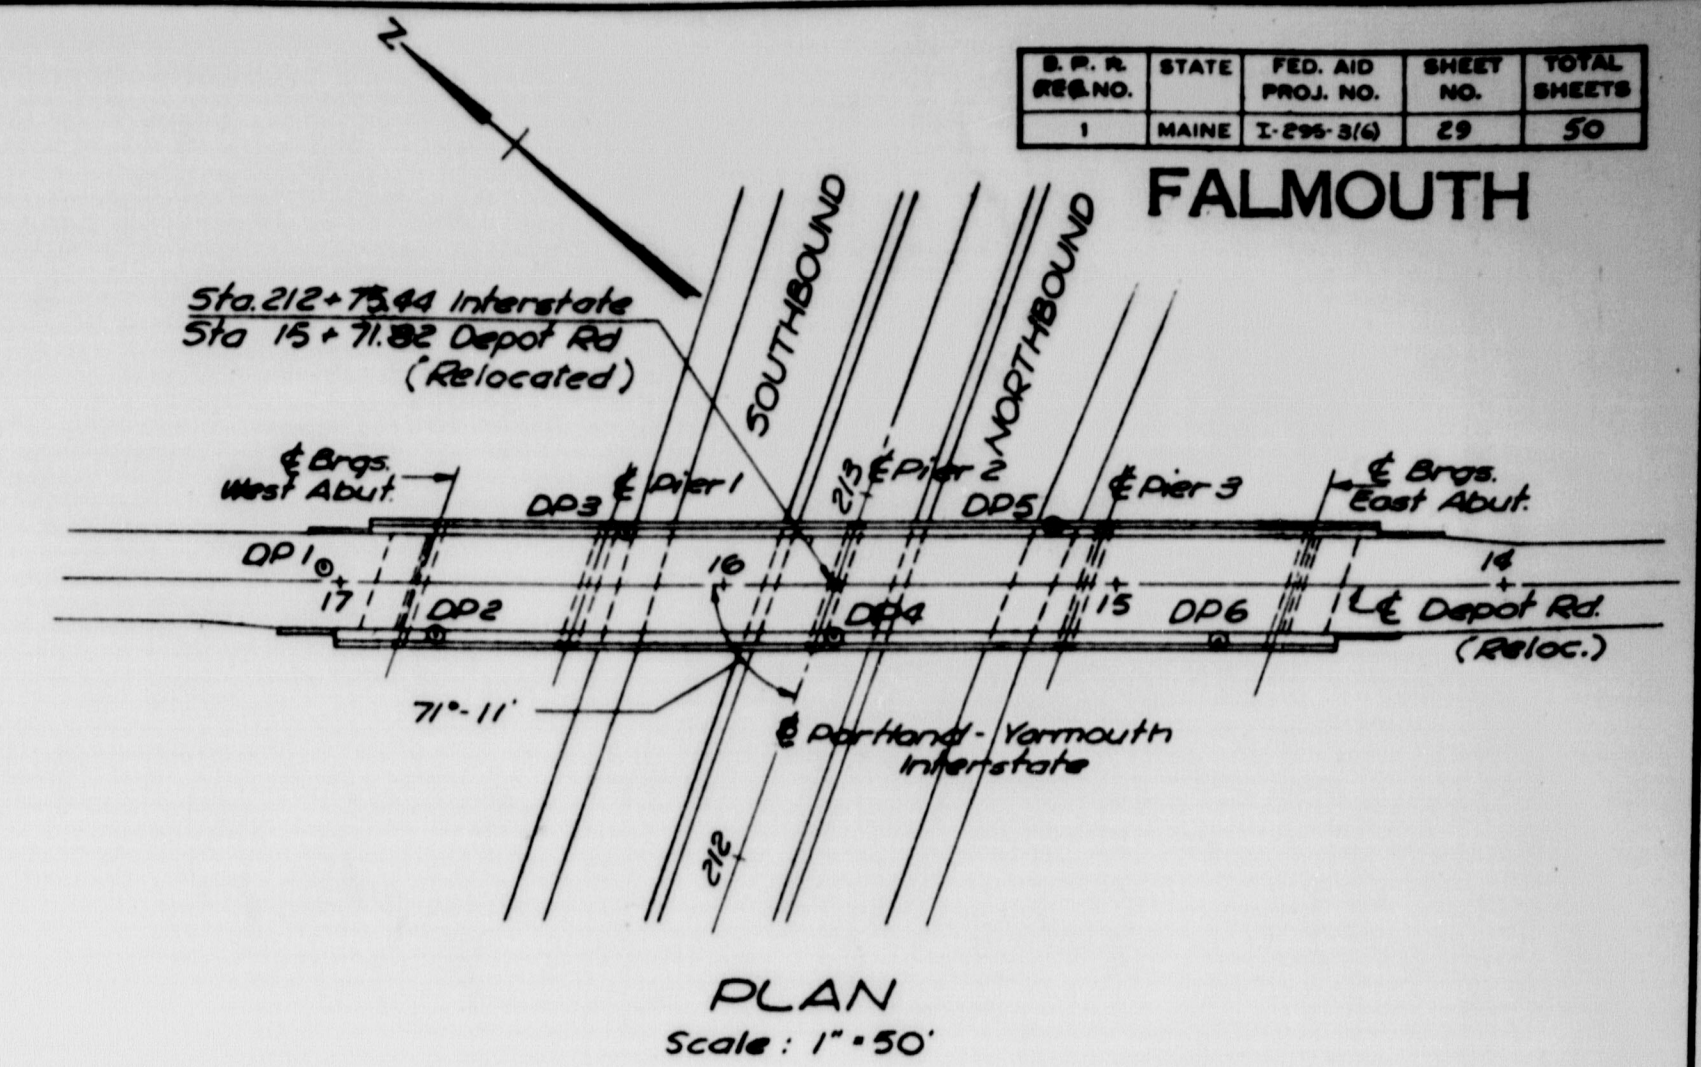 N
B. P. R. REG. NO. STATE FED. AID PROJ. NO. SHEET NO. TOTAL SHEETS
1 MAINE I-295-3(6) 29 50
FALMOUTH
SOUTHBOUND
NORTHBOUND
Sta. 212+75.44 Interstate
Sta 15+71.82 Depot Rd
(Relocated)
℄ Brgs.
West Abut.
DP3
℄ Pier 1
213
℄ Pier 2
DP5
℄ Pier 3
℄ Brgs.
East Abut.
DP1
17
16
15
14
DP2
DP4
DP6
℄ Depot Rd.
(Reloc.)
71°-11'
℄ Portland - Yarmouth
Interstate
212
PLAN
Scale: 1" = 50'